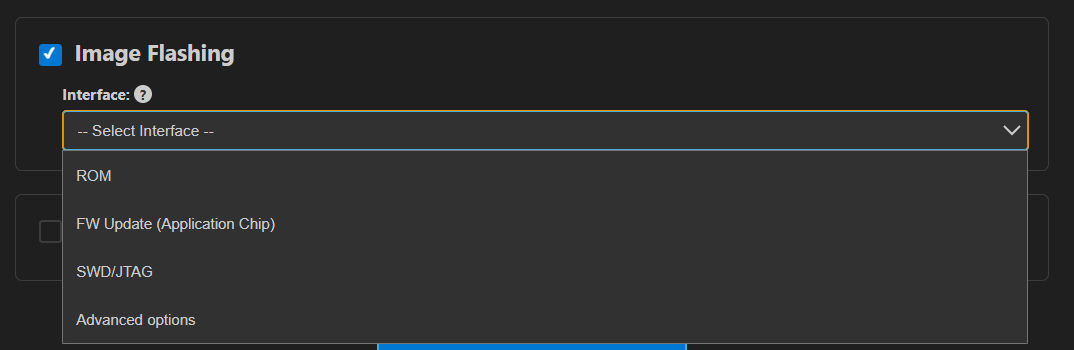 Image Flashing
Interface: ?
-- Select Interface --
ROM
FW Update (Application Chip)
SWD/JTAG
Advanced options